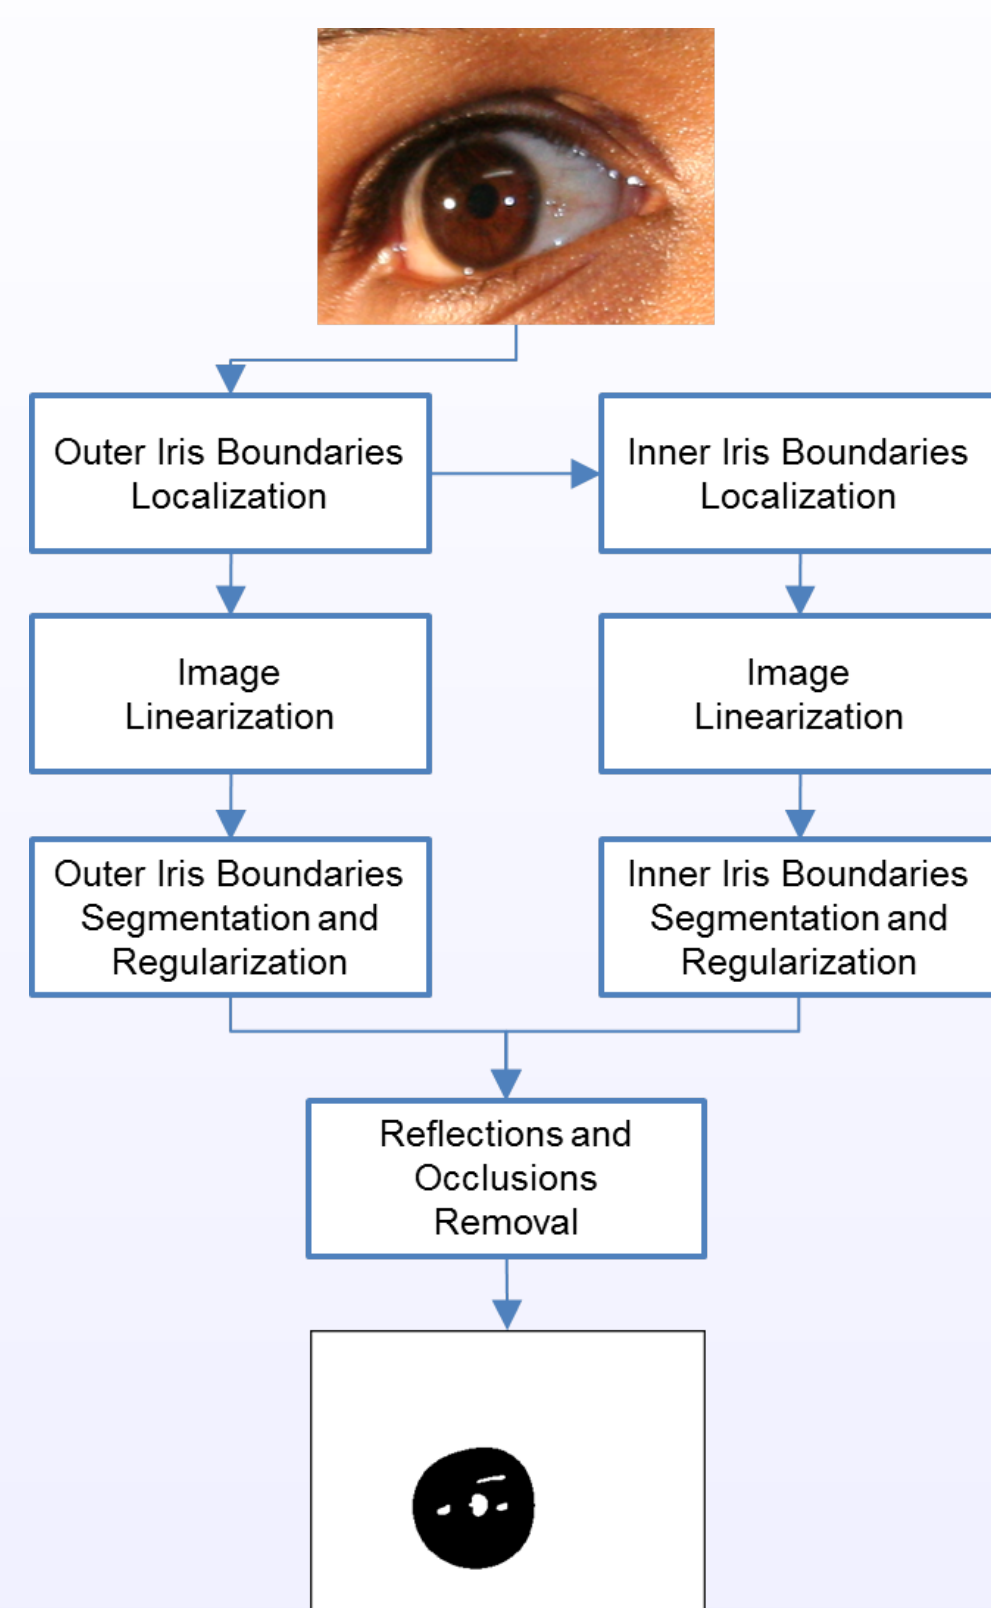 Outer Iris Boundaries
Localization
Inner Iris Boundaries
Localization
Image
Linearization
Image
Linearization
Outer Iris Boundaries
Segmentation and
Regularization
Inner Iris Boundaries
Segmentation and
Regularization
Reflections and
Occlusions
Removal